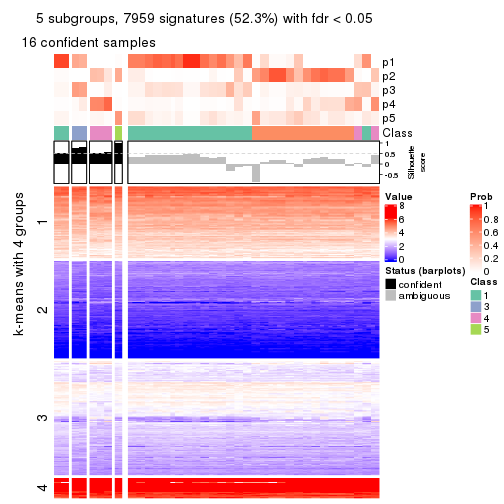 5 subgroups, 7959 signatures (52.3%) with fdr < 0.05
16 confident samples
p1
p2
p3
p4
p5
Class
1
0.5
0
-0.5
Silhouette
score
k-means with 4 groups
1
2
3
4
Value
8
6
4
2
0
Status (barplots)
confident
ambiguous
Prob
1
0.8
0.6
0.4
0.2
0
Class
1
3
4
5